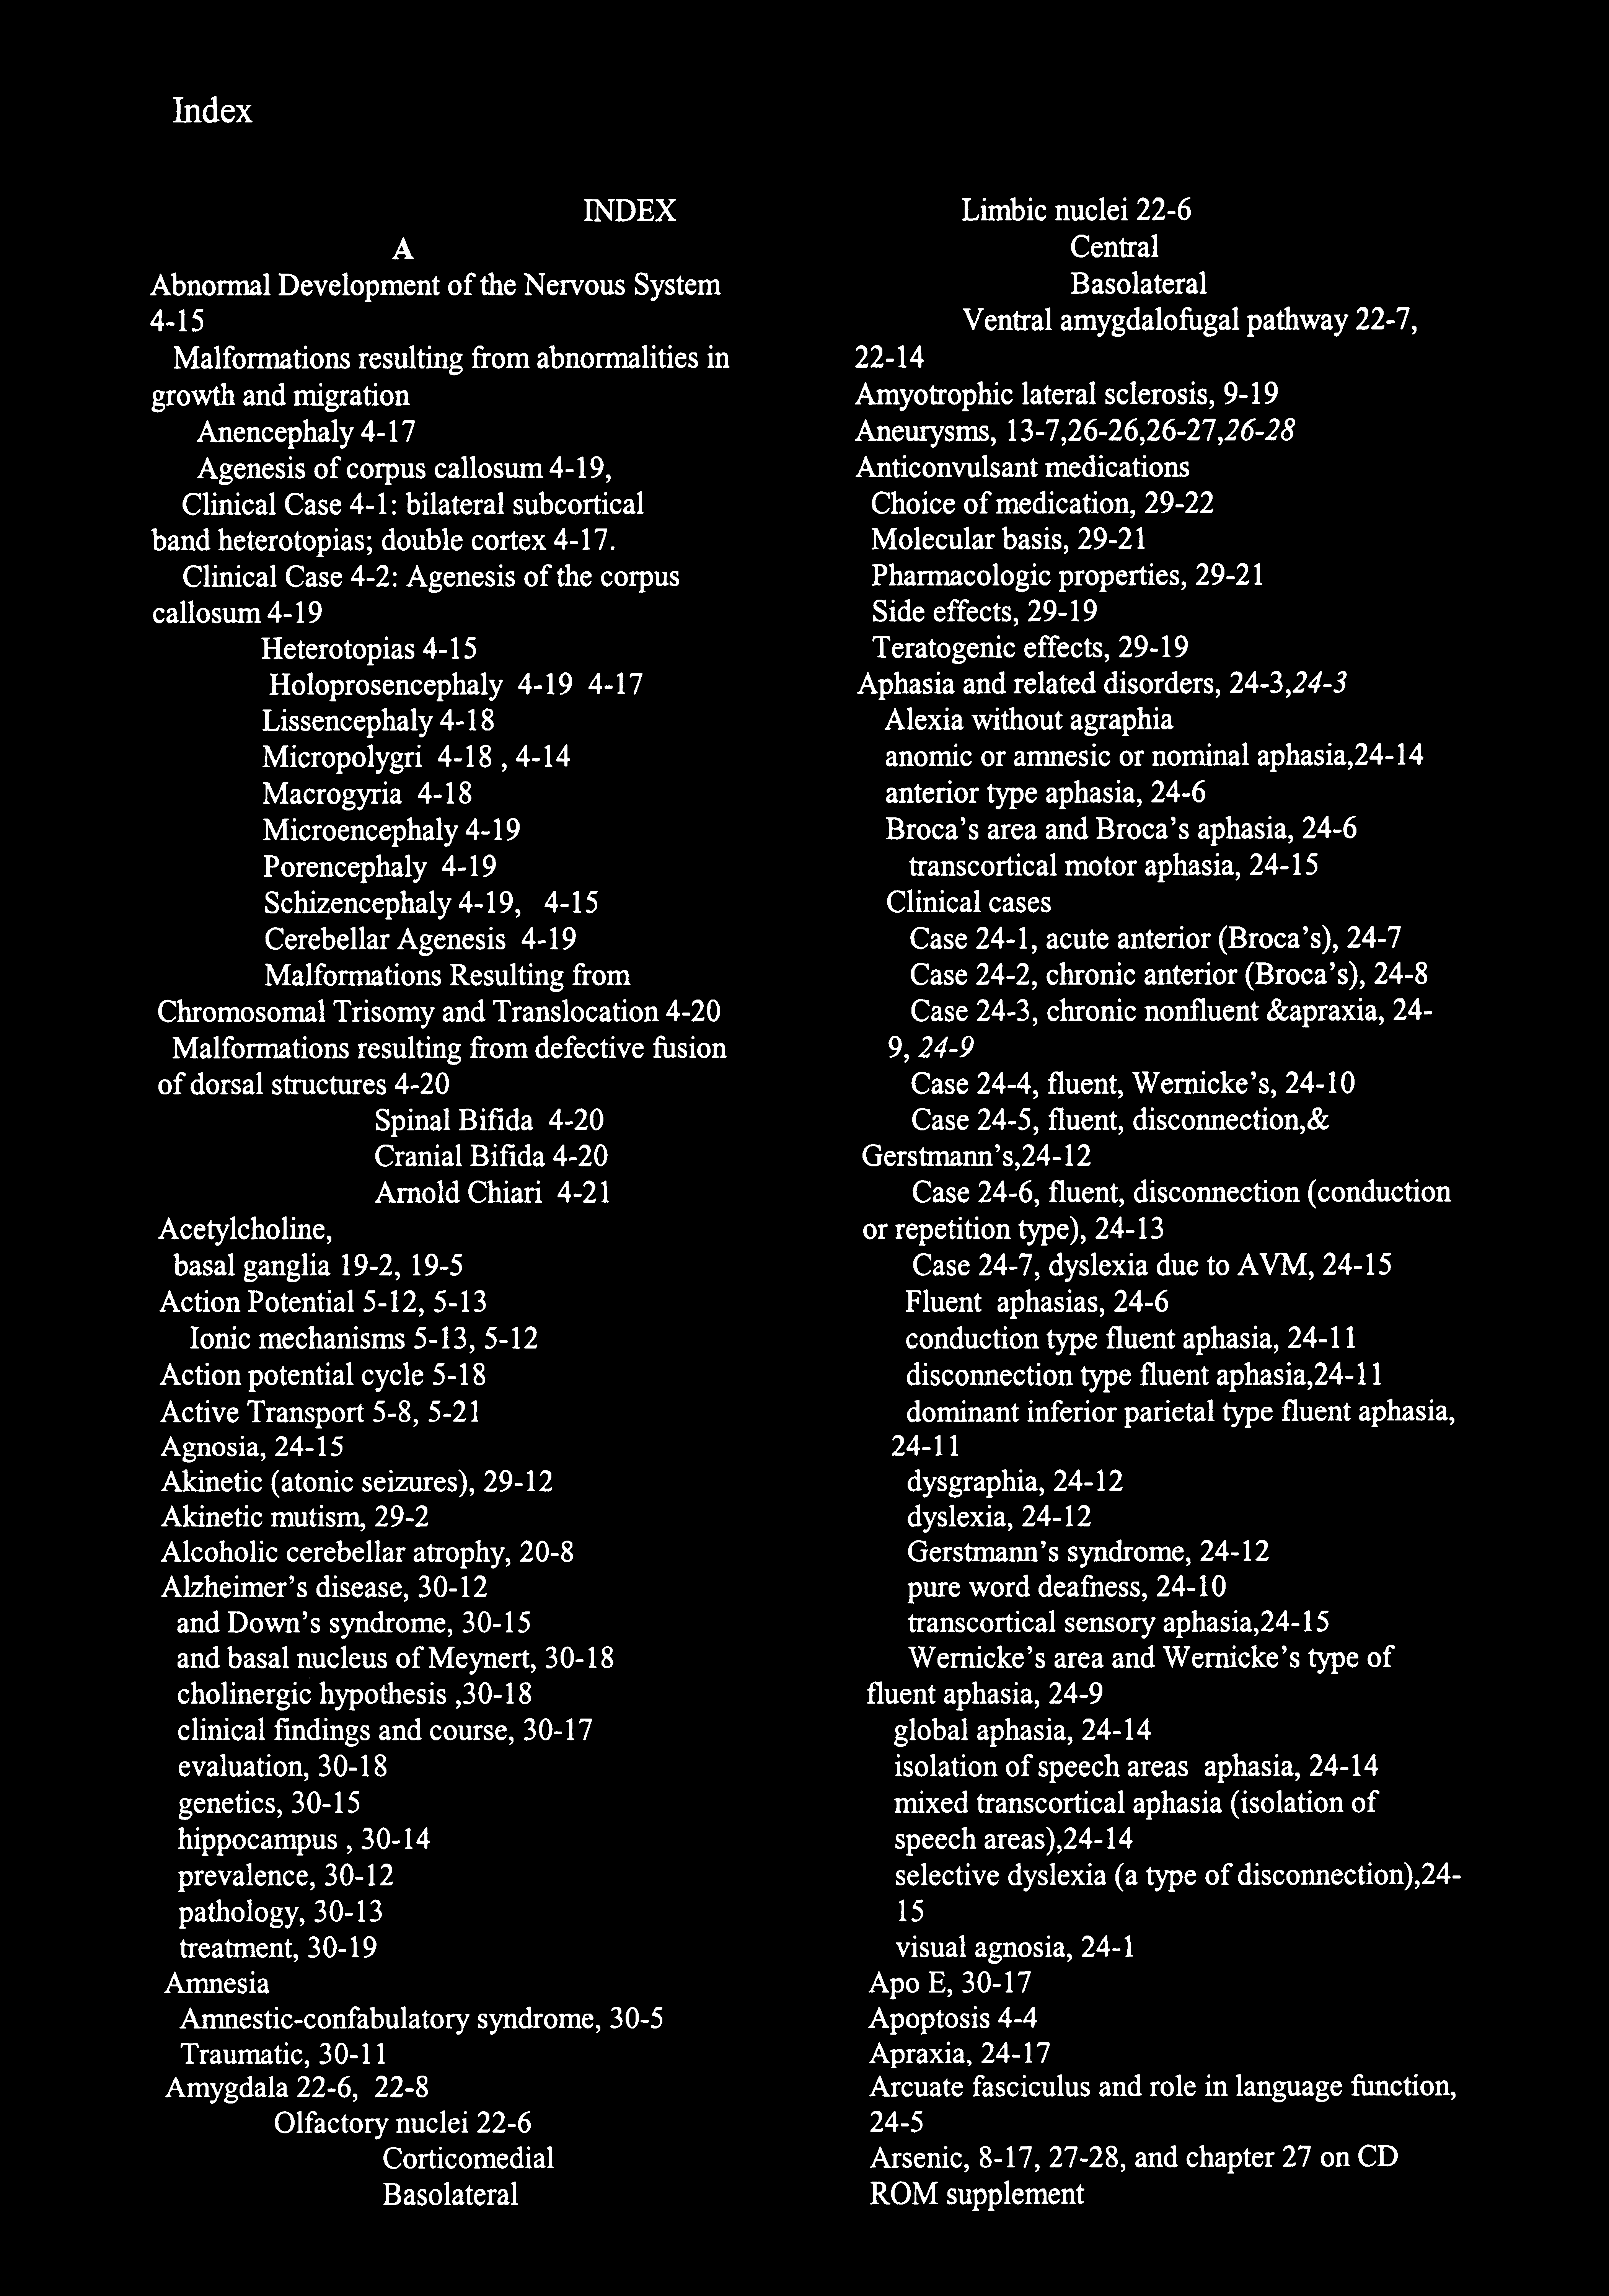 Index
INDEX
A
Abnormal Development of the Nervous System
4-15
Malformations resulting from abnormalities in
growth and migration
Anencephaly 4-17
Agenesis of corpus callosum 4-19,
Clinical Case 4-1: bilateral subcortical
band heterotopias; double cortex 4-17.
Clinical Case 4-2: Agenesis of the corpus
callosum 4-19
Heterotopias 4-15
Holoprosencephaly 4-19 4-17
Lissencephaly 4-18
Micropolygri 4-18 , 4-14
Macrogyria 4-18
Microencephaly 4-19
Porencephaly 4-19
Schizencephaly 4-19, 4-15
Cerebellar Agenesis 4-19
Malformations Resulting from
Chromosomal Trisomy and Translocation 4-20
Malformations resulting from defective fusion
of dorsal structures 4-20
Spinal Bifida 4-20
Cranial Bifida 4-20
Arnold Chiari 4-21
Acetylcholine,
basal ganglia 19-2, 19-5
Action Potential 5-12, 5-13
Ionic mechanisms 5-13, 5-12
Action potential cycle 5-18
Active Transport 5-8, 5-21
Agnosia, 24-15
Akinetic (atonic seizures), 29-12
Akinetic mutism, 29-2
Alcoholic cerebellar atrophy, 20-8
Alzheimer's disease, 30-12
and Down's syndrome, 30-15
and basal nucleus of Meynert, 30-18
cholinergic hypothesis ,30-18
clinical findings and course, 30-17
evaluation, 30-18
genetics, 30-15
hippocampus , 30-14
prevalence, 30-12
pathology, 30-13
treatment, 30-19
Amnesia
Amnestic-confabulatory syndrome, 30-5
Traumatic, 30-11
Amygdala 22-6, 22-8
Olfactory nuclei 22-6
Corticomedial
Basolateral
Limbic nuclei 22-6
Central
Basolateral
Ventral amygdalofugal pathway 22-7,
22-14
Amyotrophic lateral sclerosis, 9-19
Aneurysms, 13-7,26-26,26-27,26-28
Anticonvulsant medications
Choice of medication, 29-22
Molecular basis, 29-21
Pharmacologic properties, 29-21
Side effects, 29-19
Teratogenic effects, 29-19
Aphasia and related disorders, 24-3,24-3
Alexia without agraphia
anomic or amnesic or nominal aphasia,24-14
anterior type aphasia, 24-6
Broca's area and Broca's aphasia, 24-6
transcortical motor aphasia, 24-15
Clinical cases
Case 24-1, acute anterior (Broca's), 24-7
Case 24-2, chronic anterior (Broca's), 24-8
Case 24-3, chronic nonfluent &apraxia, 24-
9, 24-9
Case 24-4, fluent, Wernicke's, 24-10
Case 24-5, fluent, disconnection,&
Gerstmann's,24-12
Case 24-6, fluent, disconnection (conduction
or repetition type), 24-13
Case 24-7, dyslexia due to AVM, 24-15
Fluent aphasias, 24-6
conduction type fluent aphasia, 24-11
disconnection type fluent aphasia,24-11
dominant inferior parietal type fluent aphasia,
24-11
dysgraphia, 24-12
dyslexia, 24-12
Gerstmann's syndrome, 24-12
pure word deafness, 24-10
transcortical sensory aphasia,24-15
Wernicke's area and Wernicke's type of
fluent aphasia, 24-9
global aphasia, 24-14
isolation of speech areas aphasia, 24-14
mixed transcortical aphasia (isolation of
speech areas),24-14
selective dyslexia (a type of disconnection),24-
15
visual agnosia, 24-1
Apo E, 30-17
Apoptosis 4-4
Apraxia, 24-17
Arcuate fasciculus and role in language function,
24-5
Arsenic, 8-17, 27-28, and chapter 27 on CD
ROM supplement